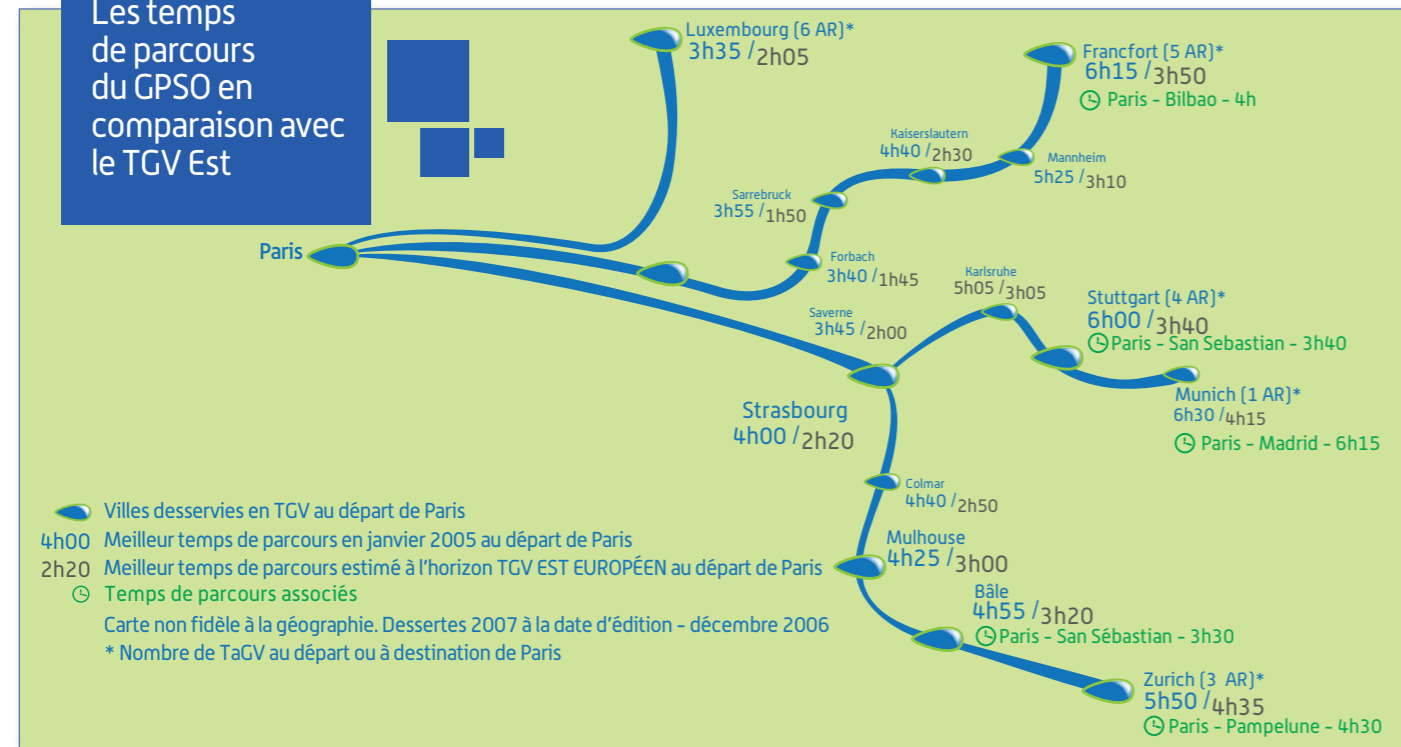 Les temps
de parcours
du GPSO en
comparaison avec
le TGV Est
Luxembourg (6 AR)*
3h35 / 2h05
Francfort (5 AR)*
6h15 / 3h50
Paris - Bilbao - 4h
Kaiserslautern
4h40 / 2h30
Mannheim
5h25 / 3h10
Sarrebruck
3h55 / 1h50
Paris
Forbach
3h40 / 1h45
Karlsruhe
5h05 / 3h05
Saverne
3h45 / 2h00
Stuttgart (4 AR)*
6h00 / 3h40
Paris - San Sebastian - 3h40
Munich (1 AR)*
6h30 / 4h15
Paris - Madrid - 6h15
Strasbourg
4h00 / 2h20
Colmar
4h40 / 2h50
Mulhouse
4h25 / 3h00
Bâle
4h55 / 3h20
Paris - San Sébastian - 3h30
Zurich (3 AR)*
5h50 / 4h35
Paris - Pampelune - 4h30
Villes desservies en TGV au départ de Paris
4h00 Meilleur temps de parcours en janvier 2005 au départ de Paris
2h20 Meilleur temps de parcours estimé à l'horizon TGV EST EUROPÉEN au départ de Paris
Temps de parcours associés
Carte non fidèle à la géographie. Dessertes 2007 à la date d'édition - décembre 2006
* Nombre de TaGV au départ ou à destination de Paris